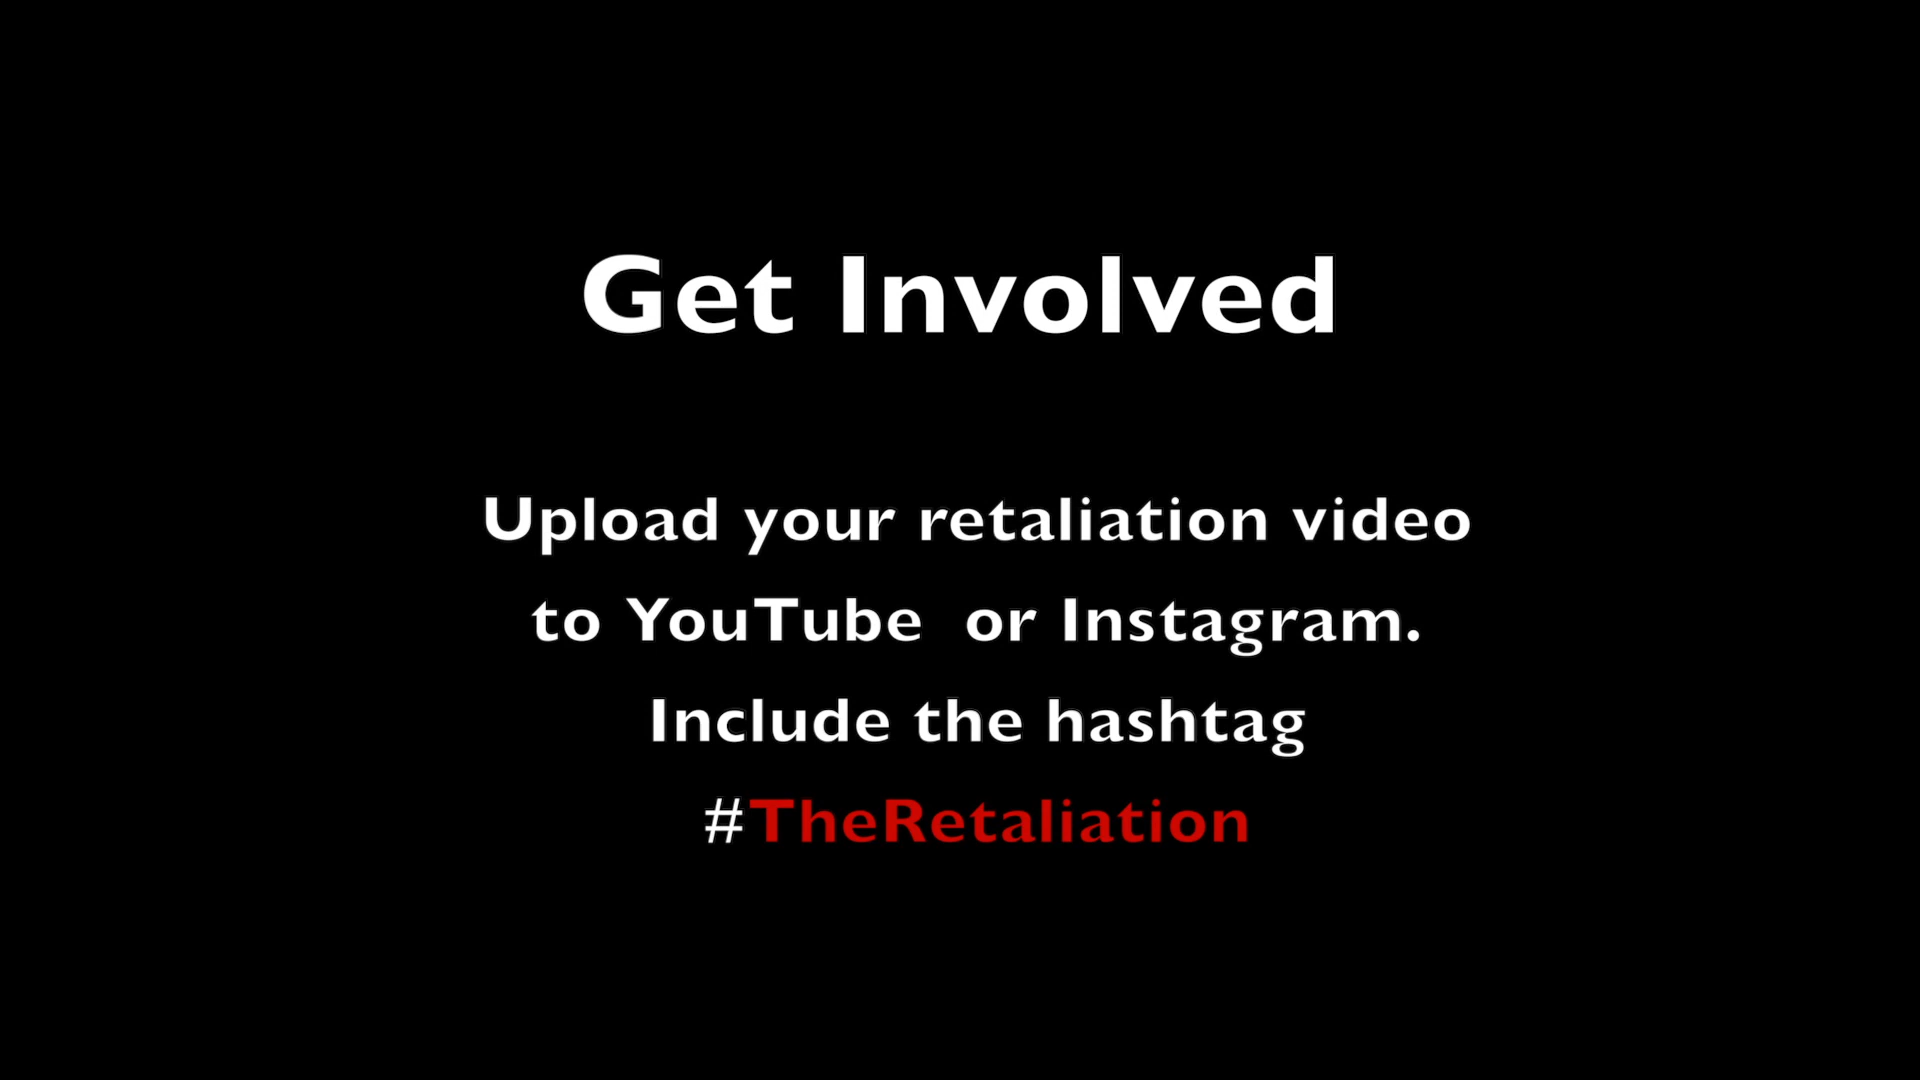 Get Involved
Upload your retaliation video
to YouTube  or Instagram.
Include the hashtag
#TheRetaliation